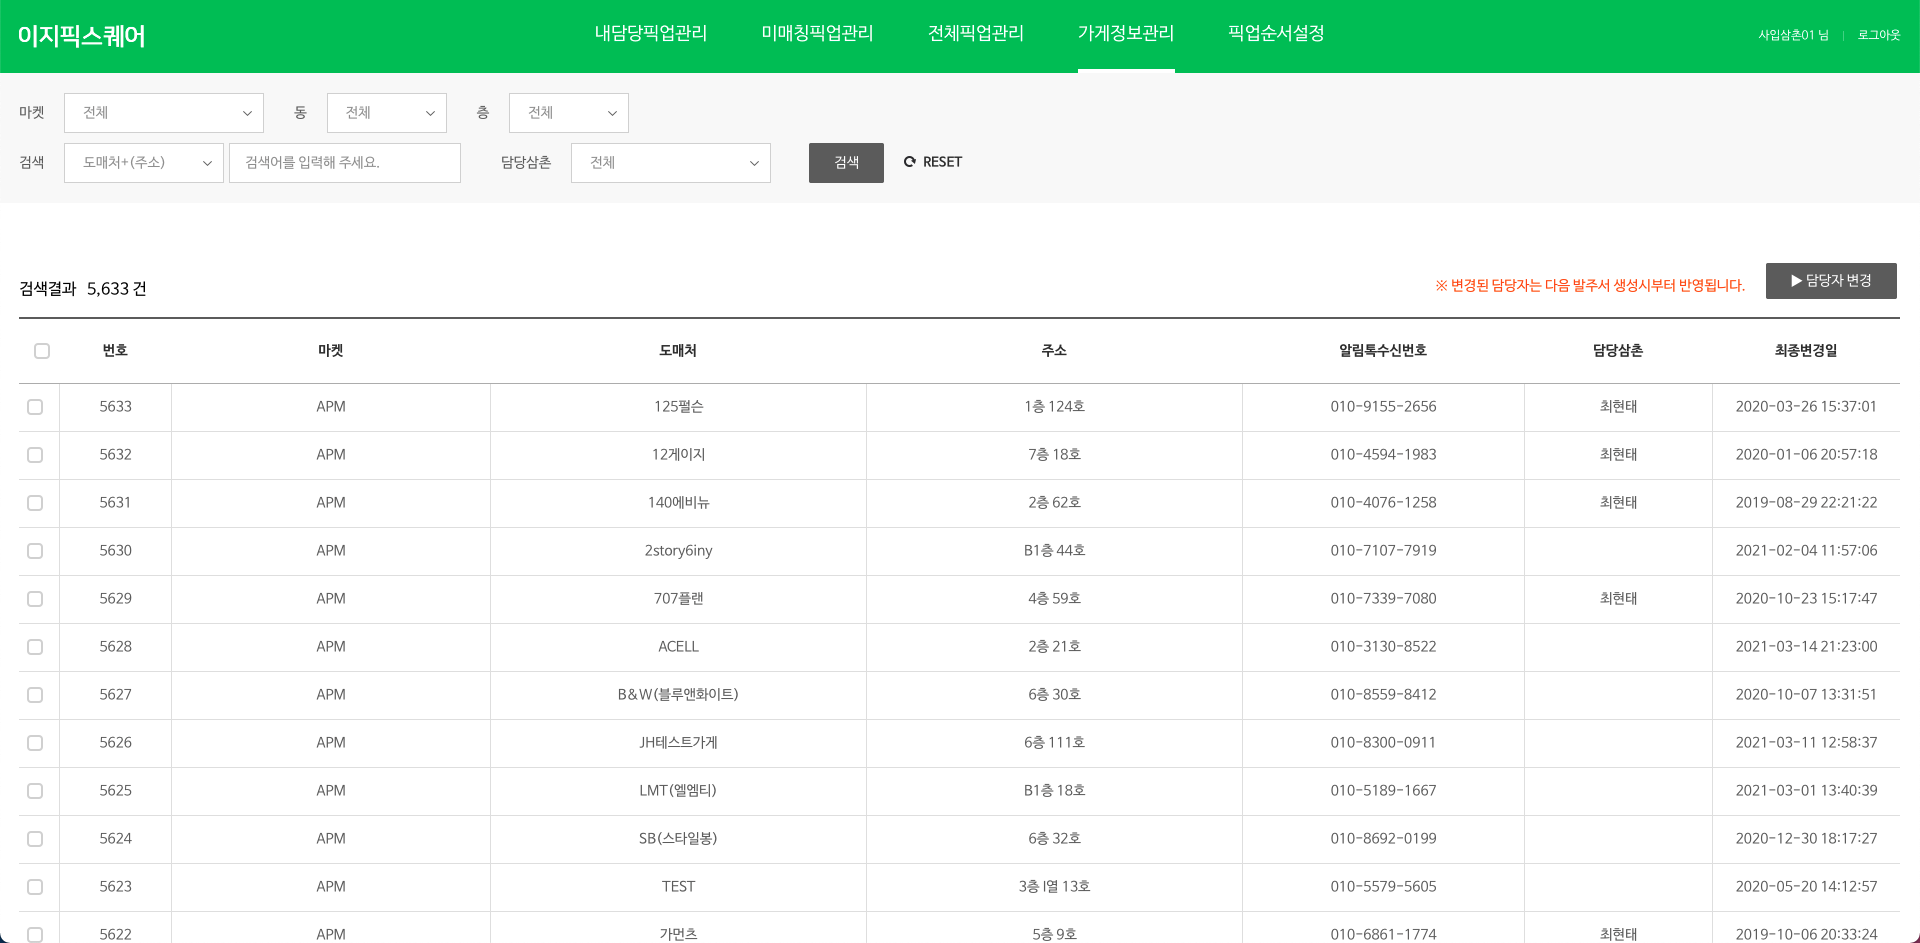 이지픽스퀘어 내담당픽업관리 미매칭픽업관리 전체픽업관리 가게정보관리 픽업순서설정 사입삼촌01 님 로그아웃
마켓 전체 동 전체 층 전체
검색 도매처+(주소) 검색어를 입력해 주세요. 담당삼촌 전체 검색 RESET
검색결과 5,633 건 ※ 변경된 담당자는 다음 발주서 생성시부터 반영됩니다. ▶ 담당자 변경
번호 마켓 도매처 주소 알림톡수신번호 담당삼촌 최종변경일
5633 APM 125펄슨 1층 124호 010-9155-2656 최현태 2020-03-26 15:37:01
5632 APM 12게이지 7층 18호 010-4594-1983 최현태 2020-01-06 20:57:18
5631 APM 140에비뉴 2층 62호 010-4076-1258 최현태 2019-08-29 22:21:22
5630 APM 2story6iny B1층 44호 010-7107-7919 2021-02-04 11:57:06
5629 APM 707플랜 4층 59호 010-7339-7080 최현태 2020-10-23 15:17:47
5628 APM ACELL 2층 21호 010-3130-8522 2021-03-14 21:23:00
5627 APM B&W(블루앤화이트) 6층 30호 010-8559-8412 2020-10-07 13:31:51
5626 APM JH테스트가게 6층 111호 010-8300-0911 2021-03-11 12:58:37
5625 APM LMT(엘엠티) B1층 18호 010-5189-1667 2021-03-01 13:40:39
5624 APM SB(스타일봉) 6층 32호 010-8692-0199 2020-12-30 18:17:27
5623 APM TEST 3층 I열 13호 010-5579-5605 2020-05-20 14:12:57
5622 APM 가먼츠 5층 9호 010-6861-1774 최현태 2019-10-06 20:33:24